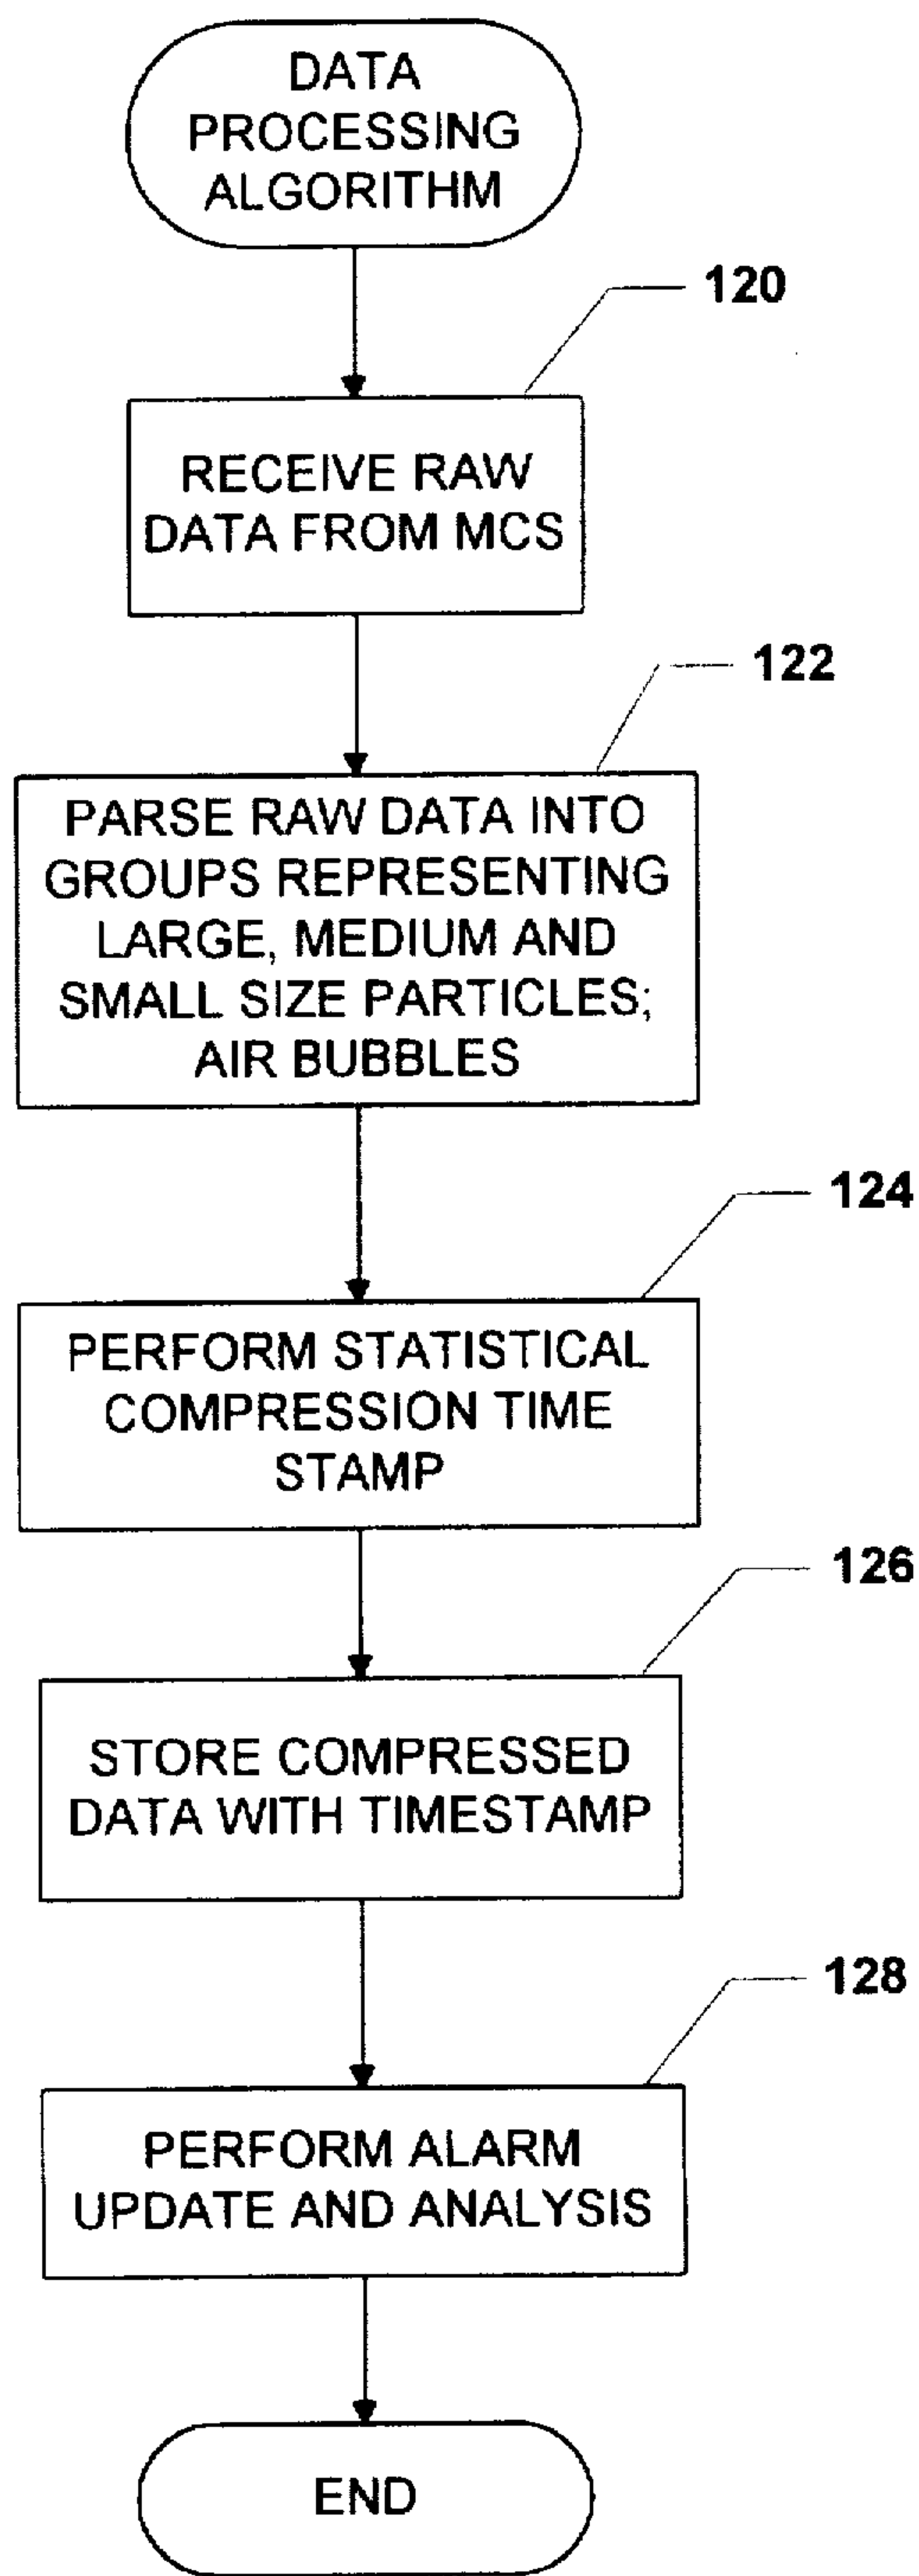 DATA
PROCESSING
ALGORITHM
120
RECEIVE RAW
DATA FROM MCS
122
PARSE RAW DATA INTO
GROUPS REPRESENTING
LARGE, MEDIUM AND
SMALL SIZE PARTICLES;
AIR BUBBLES
124
PERFORM STATISTICAL
COMPRESSION TIME
STAMP
126
STORE COMPRESSED
DATA WITH TIMESTAMP
128
PERFORM ALARM
UPDATE AND ANALYSIS
END